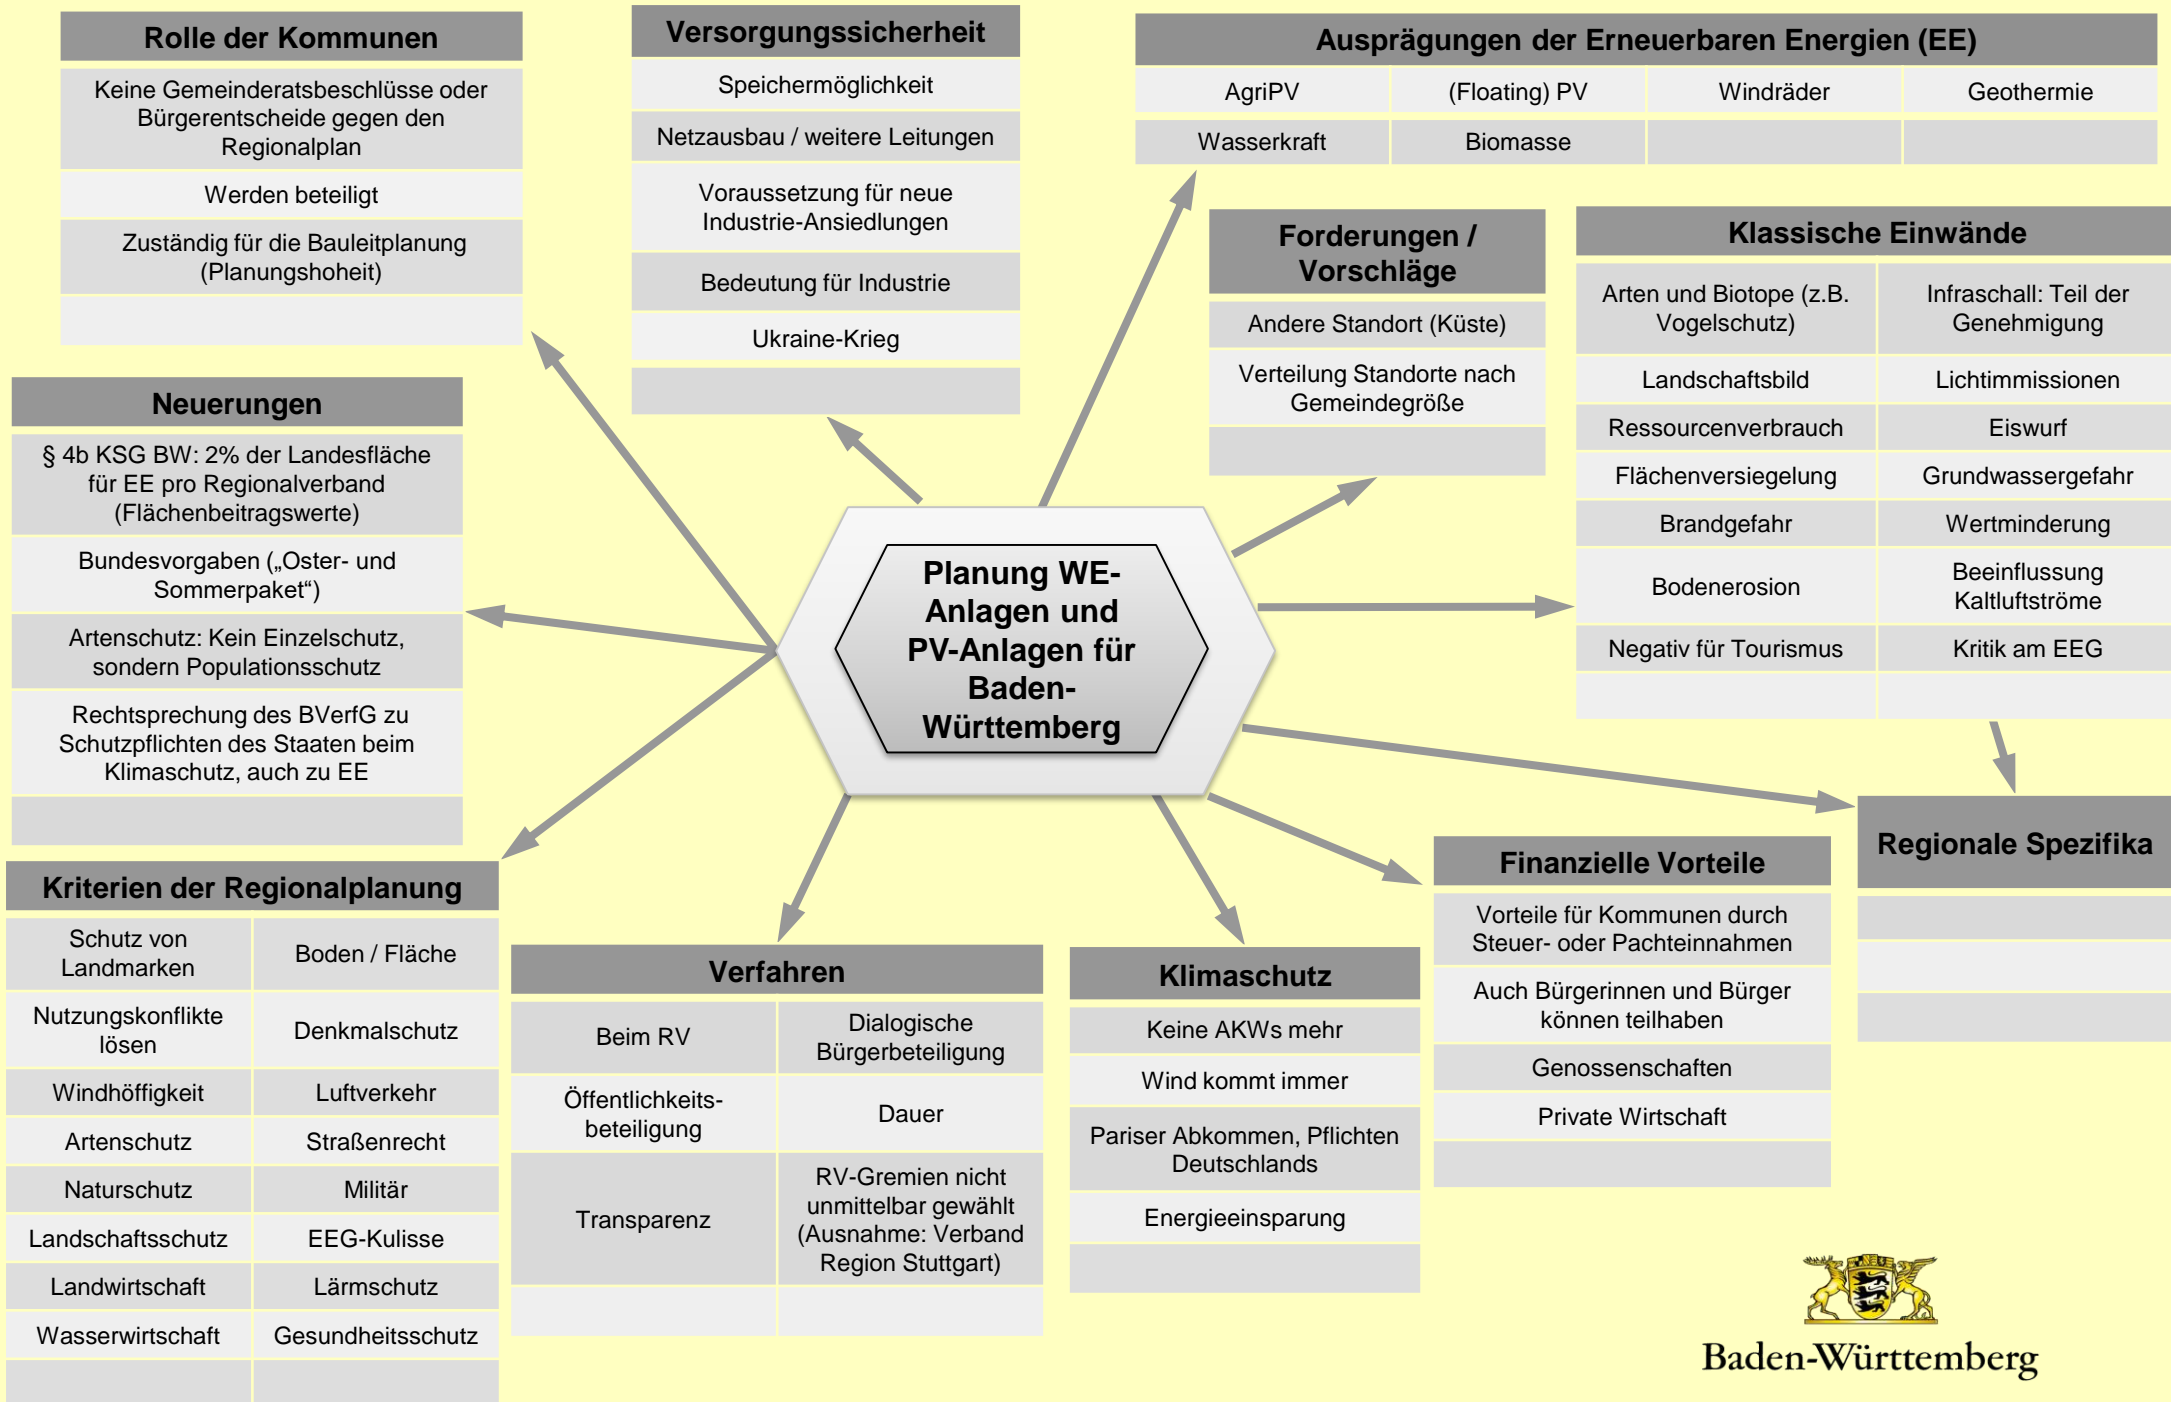 Rolle der Kommunen
Keine Gemeinderatsbeschlüsse oder
Bürgerentscheide gegen den
Regionalplan
Werden beteiligt
Zuständig für die Bauleitplanung
(Planungshoheit)
Versorgungssicherheit
Speichermöglichkeit
Netzausbau / weitere Leitungen
Voraussetzung für neue
Industrie-Ansiedlungen
Bedeutung für Industrie
Ukraine-Krieg
Ausprägungen der Erneuerbaren Energien (EE)
AgriPV
(Floating) PV
Windräder
Geothermie
Wasserkraft
Biomasse
Forderungen /
Vorschläge
Andere Standort (Küste)
Verteilung Standorte nach
Gemeindegröße
Klassische Einwände
Arten und Biotope (z.B.
Vogelschutz)
Infraschall: Teil der
Genehmigung
Landschaftsbild
Lichtimmissionen
Ressourcenverbrauch
Eiswurf
Flächenversiegelung
Grundwassergefahr
Brandgefahr
Wertminderung
Bodenerosion
Beeinflussung
Kaltluftströme
Negativ für Tourismus
Kritik am EEG
Neuerungen
§ 4b KSG BW: 2% der Landesfläche
für EE pro Regionalverband
(Flächenbeitragswerte)
Bundesvorgaben („Oster- und
Sommerpaket“)
Artenschutz: Kein Einzelschutz,
sondern Populationsschutz
Rechtsprechung des BVerfG zu
Schutzpflichten des Staaten beim
Klimaschutz, auch zu EE
Planung WE-
Anlagen und
PV-Anlagen für
Baden-
Württemberg
Kriterien der Regionalplanung
Schutz von
Landmarken
Boden / Fläche
Nutzungskonflikte
lösen
Denkmalschutz
Windhöffigkeit
Luftverkehr
Artenschutz
Straßenrecht
Naturschutz
Militär
Landschaftsschutz
EEG-Kulisse
Landwirtschaft
Lärmschutz
Wasserwirtschaft
Gesundheitsschutz
Verfahren
Beim RV
Dialogische
Bürgerbeteiligung
Öffentlichkeits-
beteiligung
Dauer
Transparenz
RV-Gremien nicht
unmittelbar gewählt
(Ausnahme: Verband
Region Stuttgart)
Klimaschutz
Keine AKWs mehr
Wind kommt immer
Pariser Abkommen, Pflichten
Deutschlands
Energieeinsparung
Finanzielle Vorteile
Vorteile für Kommunen durch
Steuer- oder Pachteinnahmen
Auch Bürgerinnen und Bürger
können teilhaben
Genossenschaften
Private Wirtschaft
Regionale Spezifika
Baden-Württemberg